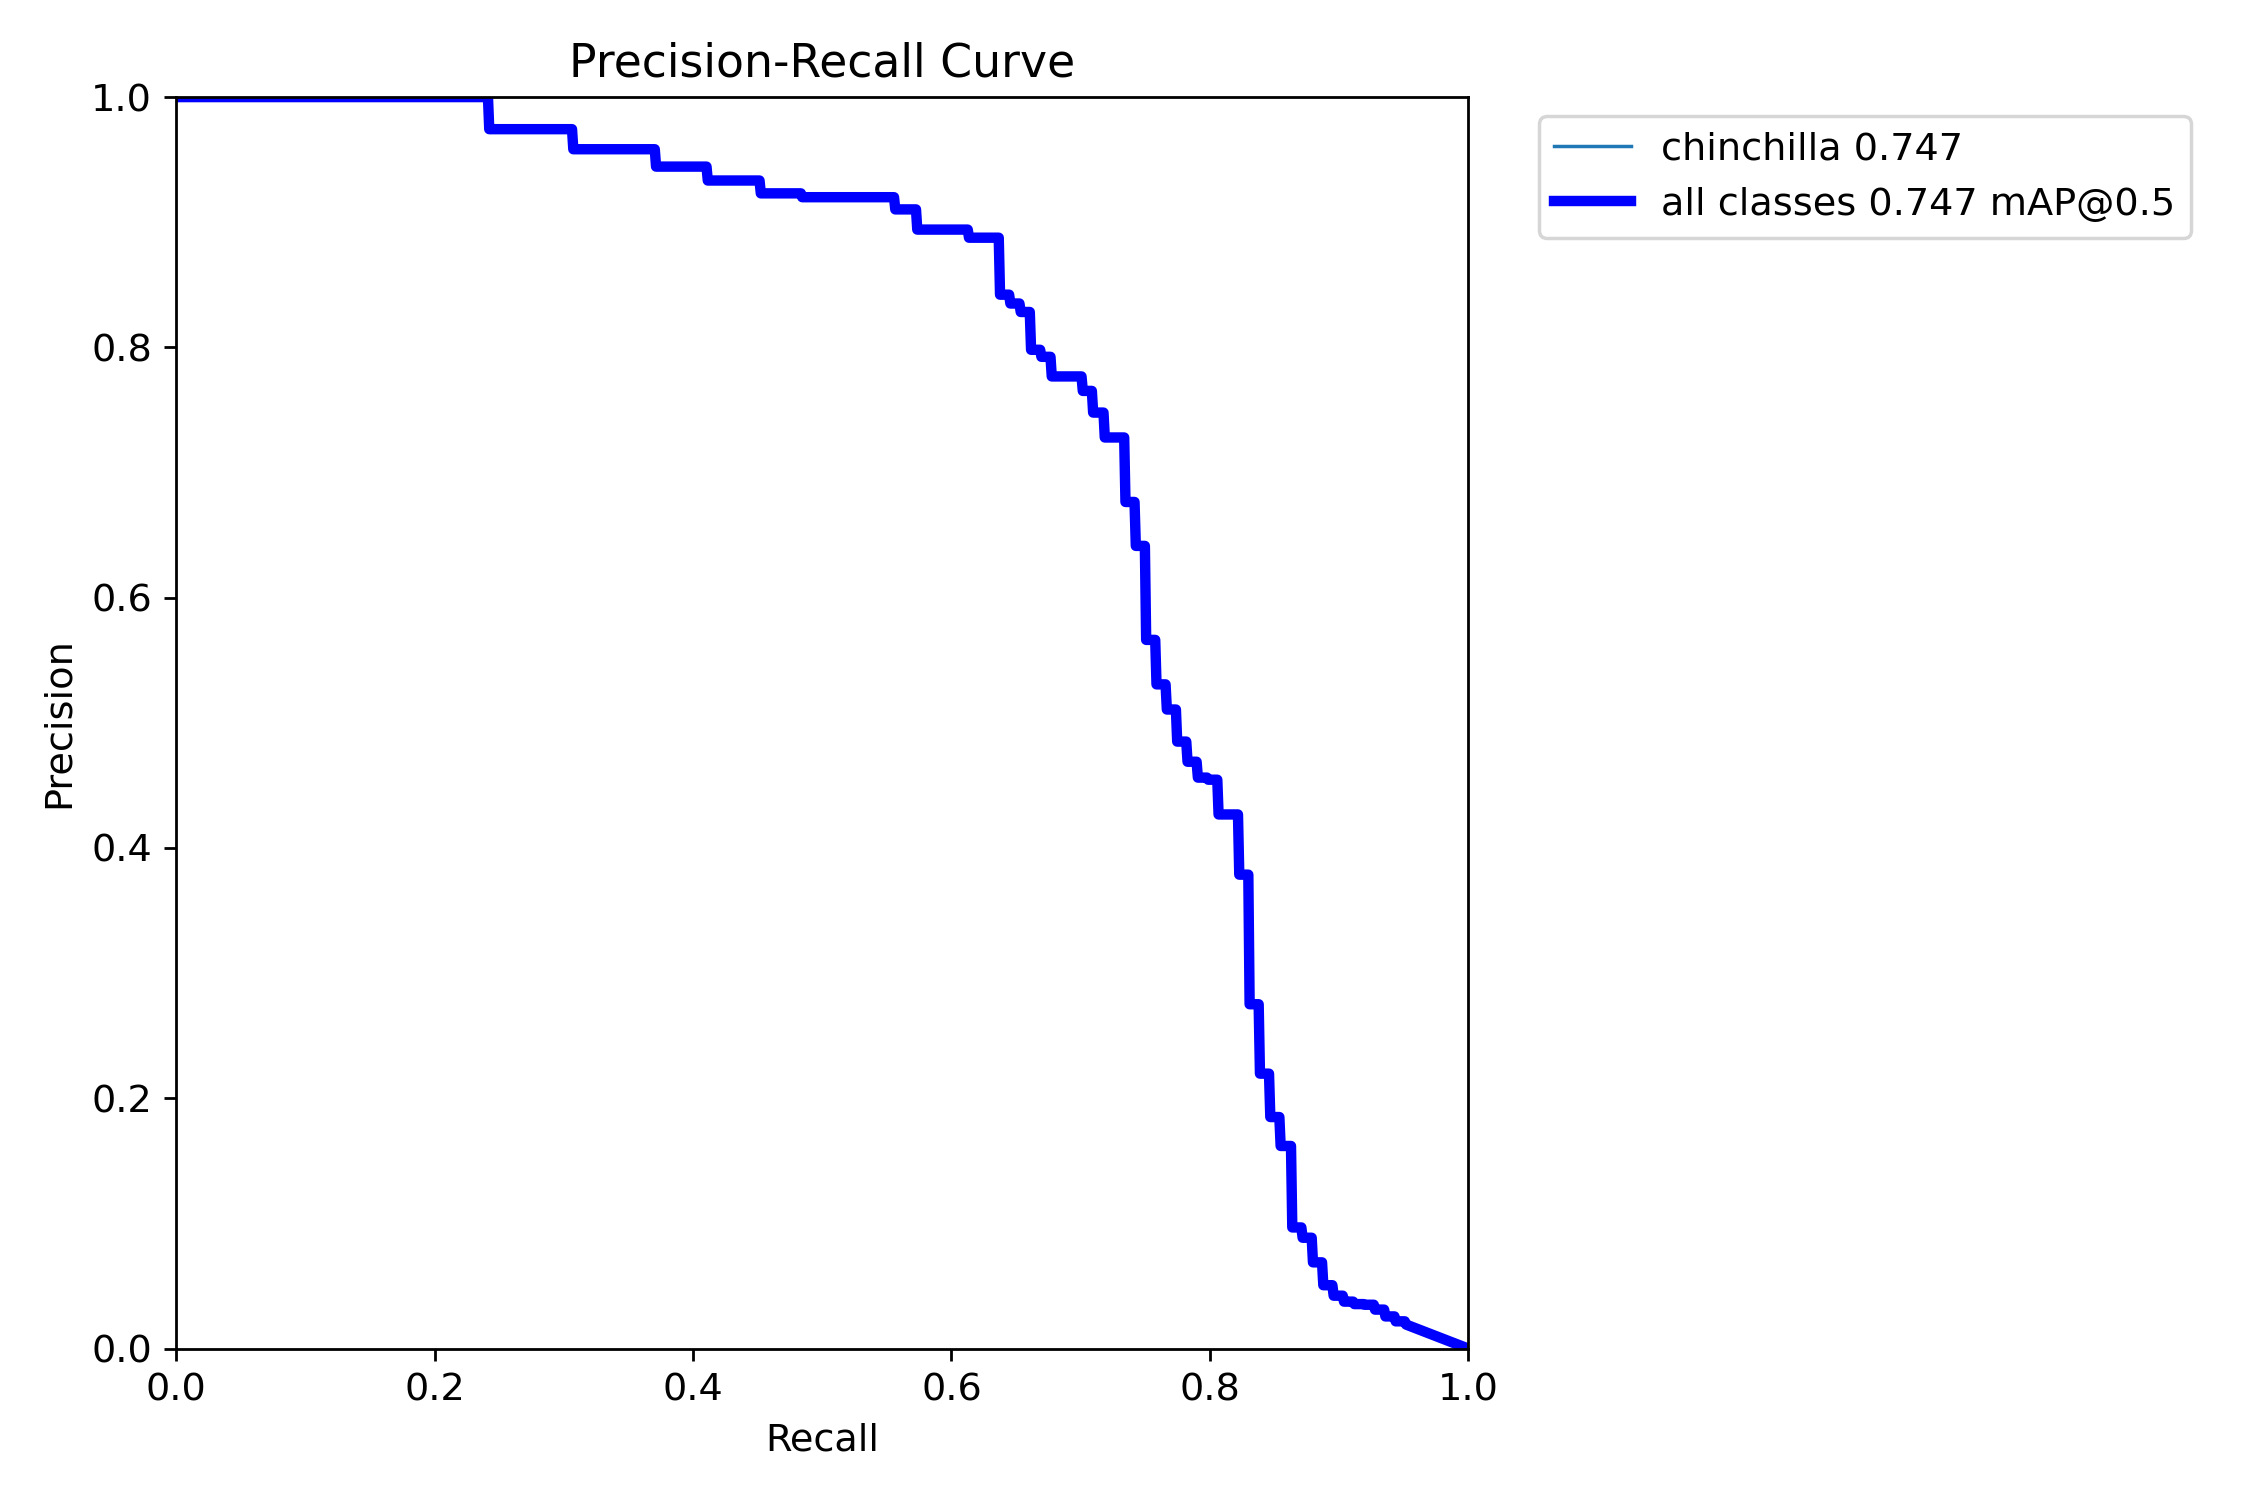 Precision-Recall Curve
1.0
0.8
0.6
0.4
0.2
0.0
Precision
0.0 0.2 0.4 0.6 0.8 1.0
Recall
chinchilla 0.747
all classes 0.747 mAP@0.5